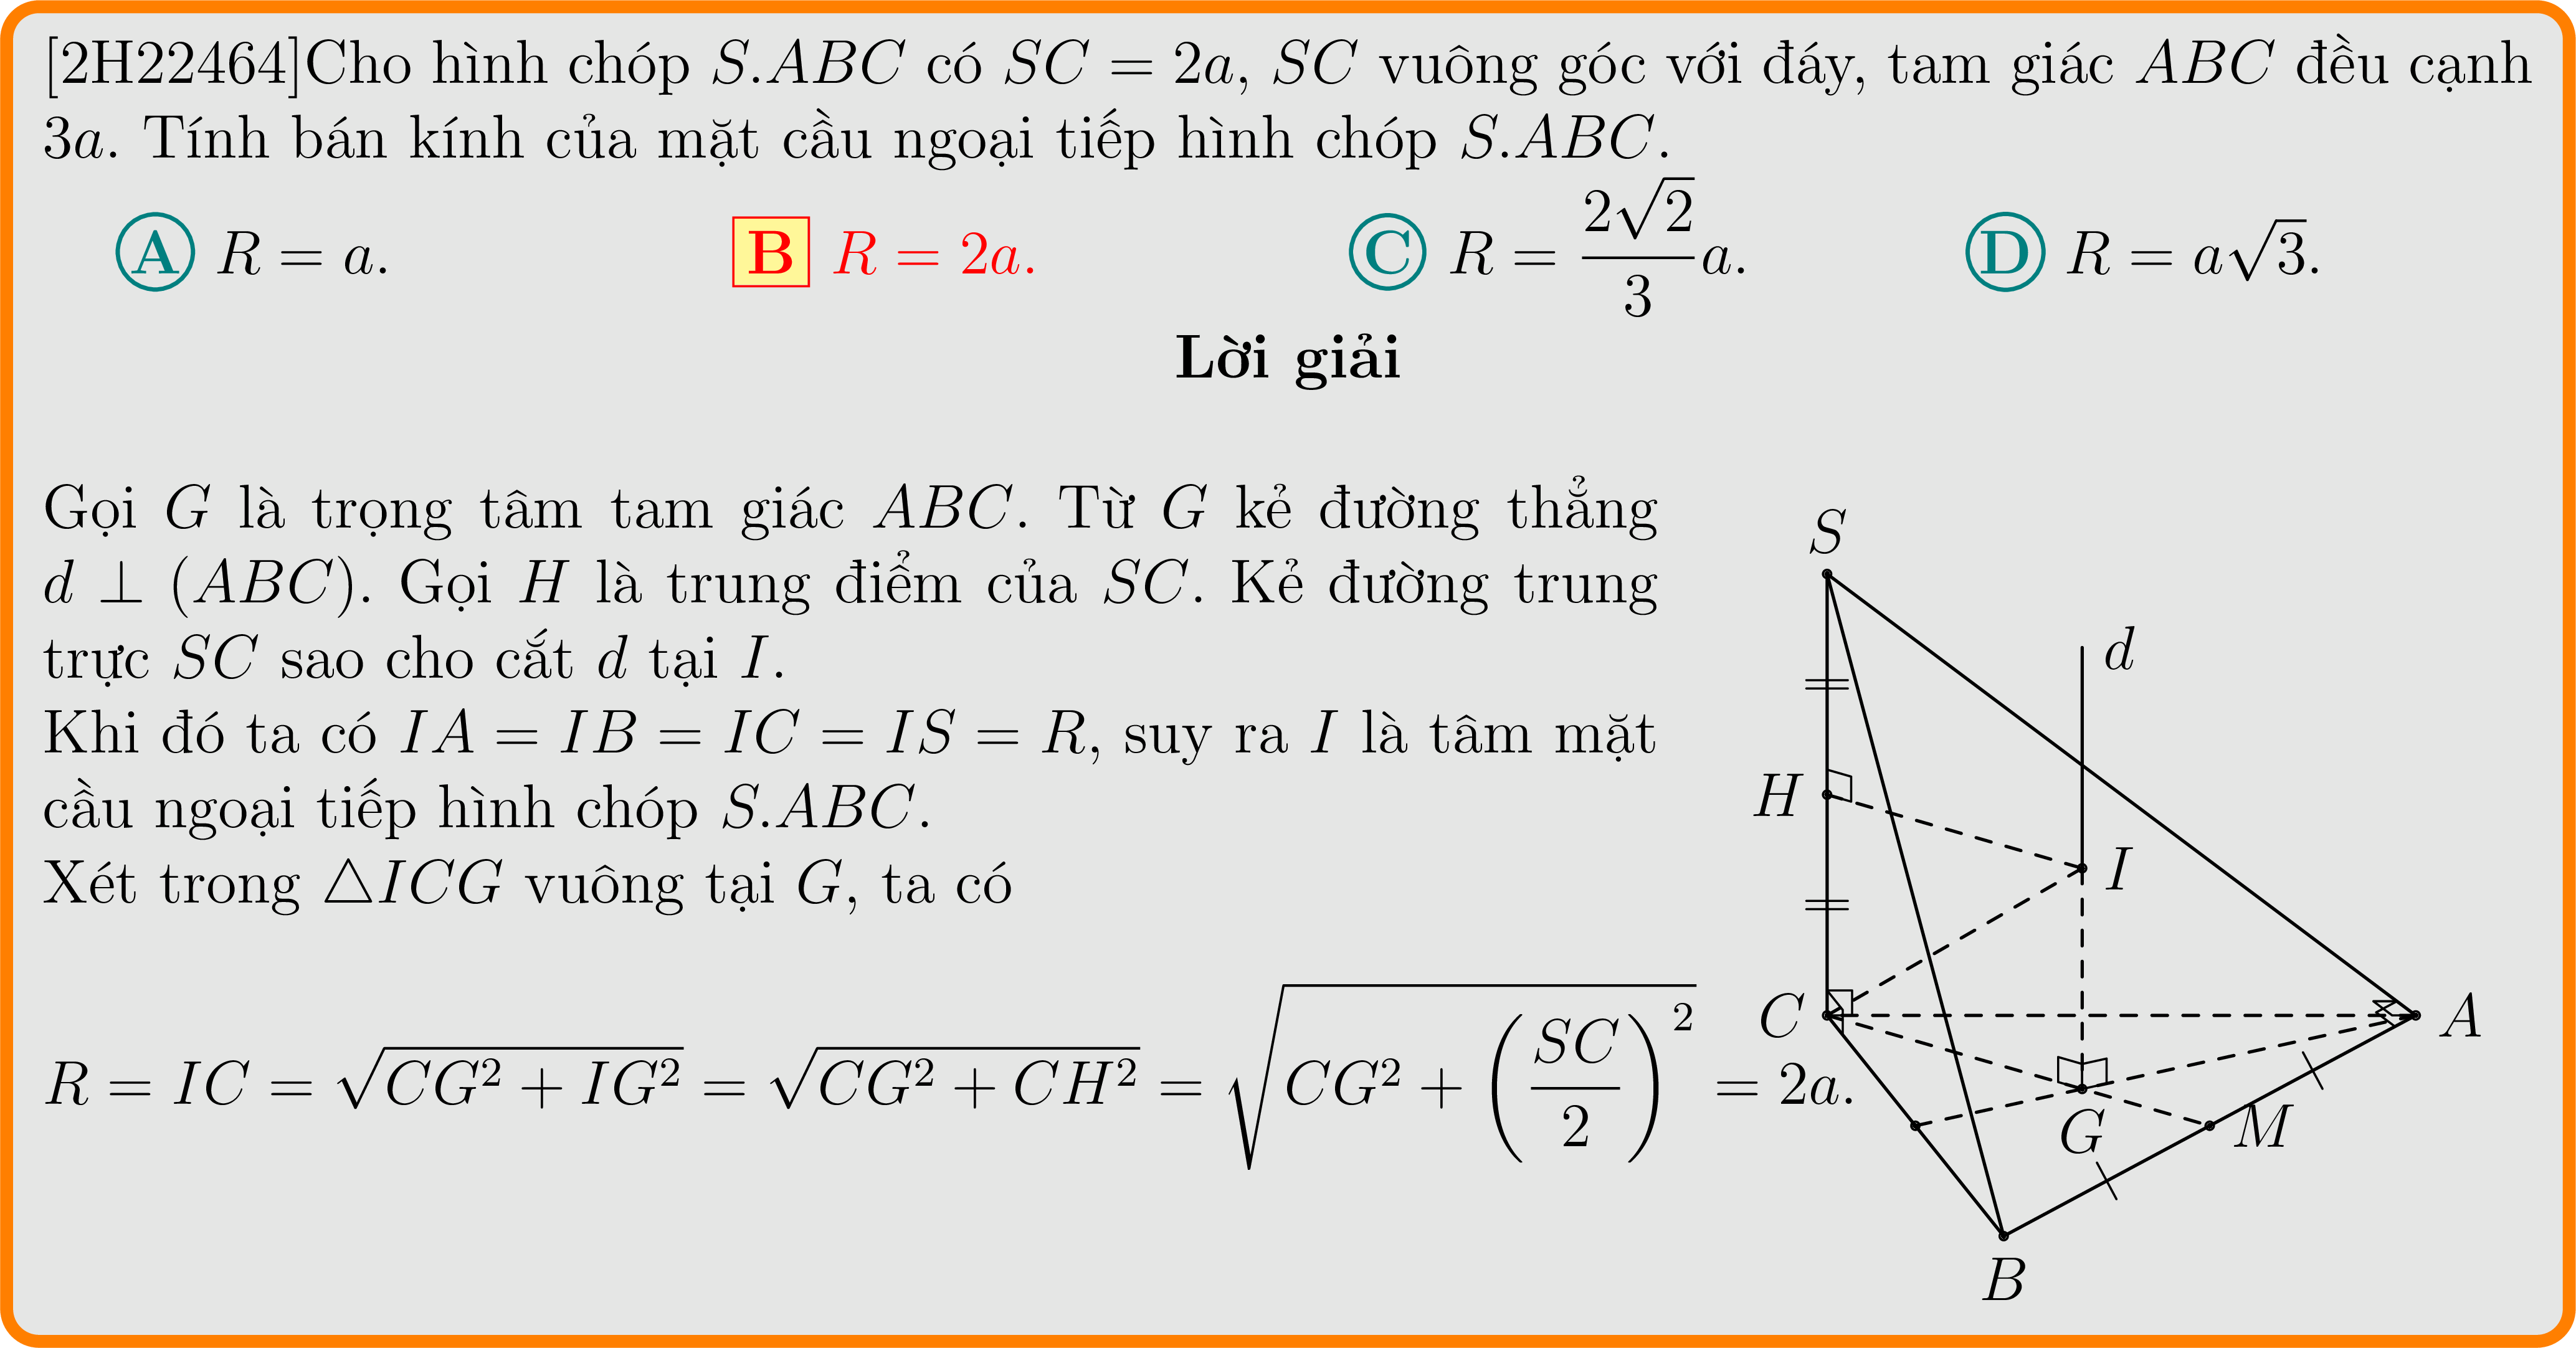 [2H22464]Cho hình chóp S.ABC có SC = 2a, SC vuông góc với đáy, tam giác ABC đều cạnh
3a. Tính bán kính của mặt cầu ngoại tiếp hình chóp S.ABC.
A R = a. B R = 2a. C R = \frac{2\sqrt{2}}{3}a. D R = a\sqrt{3}.
Lời giải
Gọi G là trọng tâm tam giác ABC. Từ G kẻ đường thẳng
d ⊥ (ABC). Gọi H là trung điểm của SC. Kẻ đường trung
trực SC sao cho cắt d tại I.
Khi đó ta có IA = IB = IC = IS = R, suy ra I là tâm mặt
cầu ngoại tiếp hình chóp S.ABC.
Xét trong △ICG vuông tại G, ta có
R = IC = \sqrt{CG^2 + IG^2} = \sqrt{CG^2 + CH^2} = \sqrt{CG^2 + \left(\frac{SC}{2}\right)^2} = 2a.
S
d
H
I
C
A
G
M
B